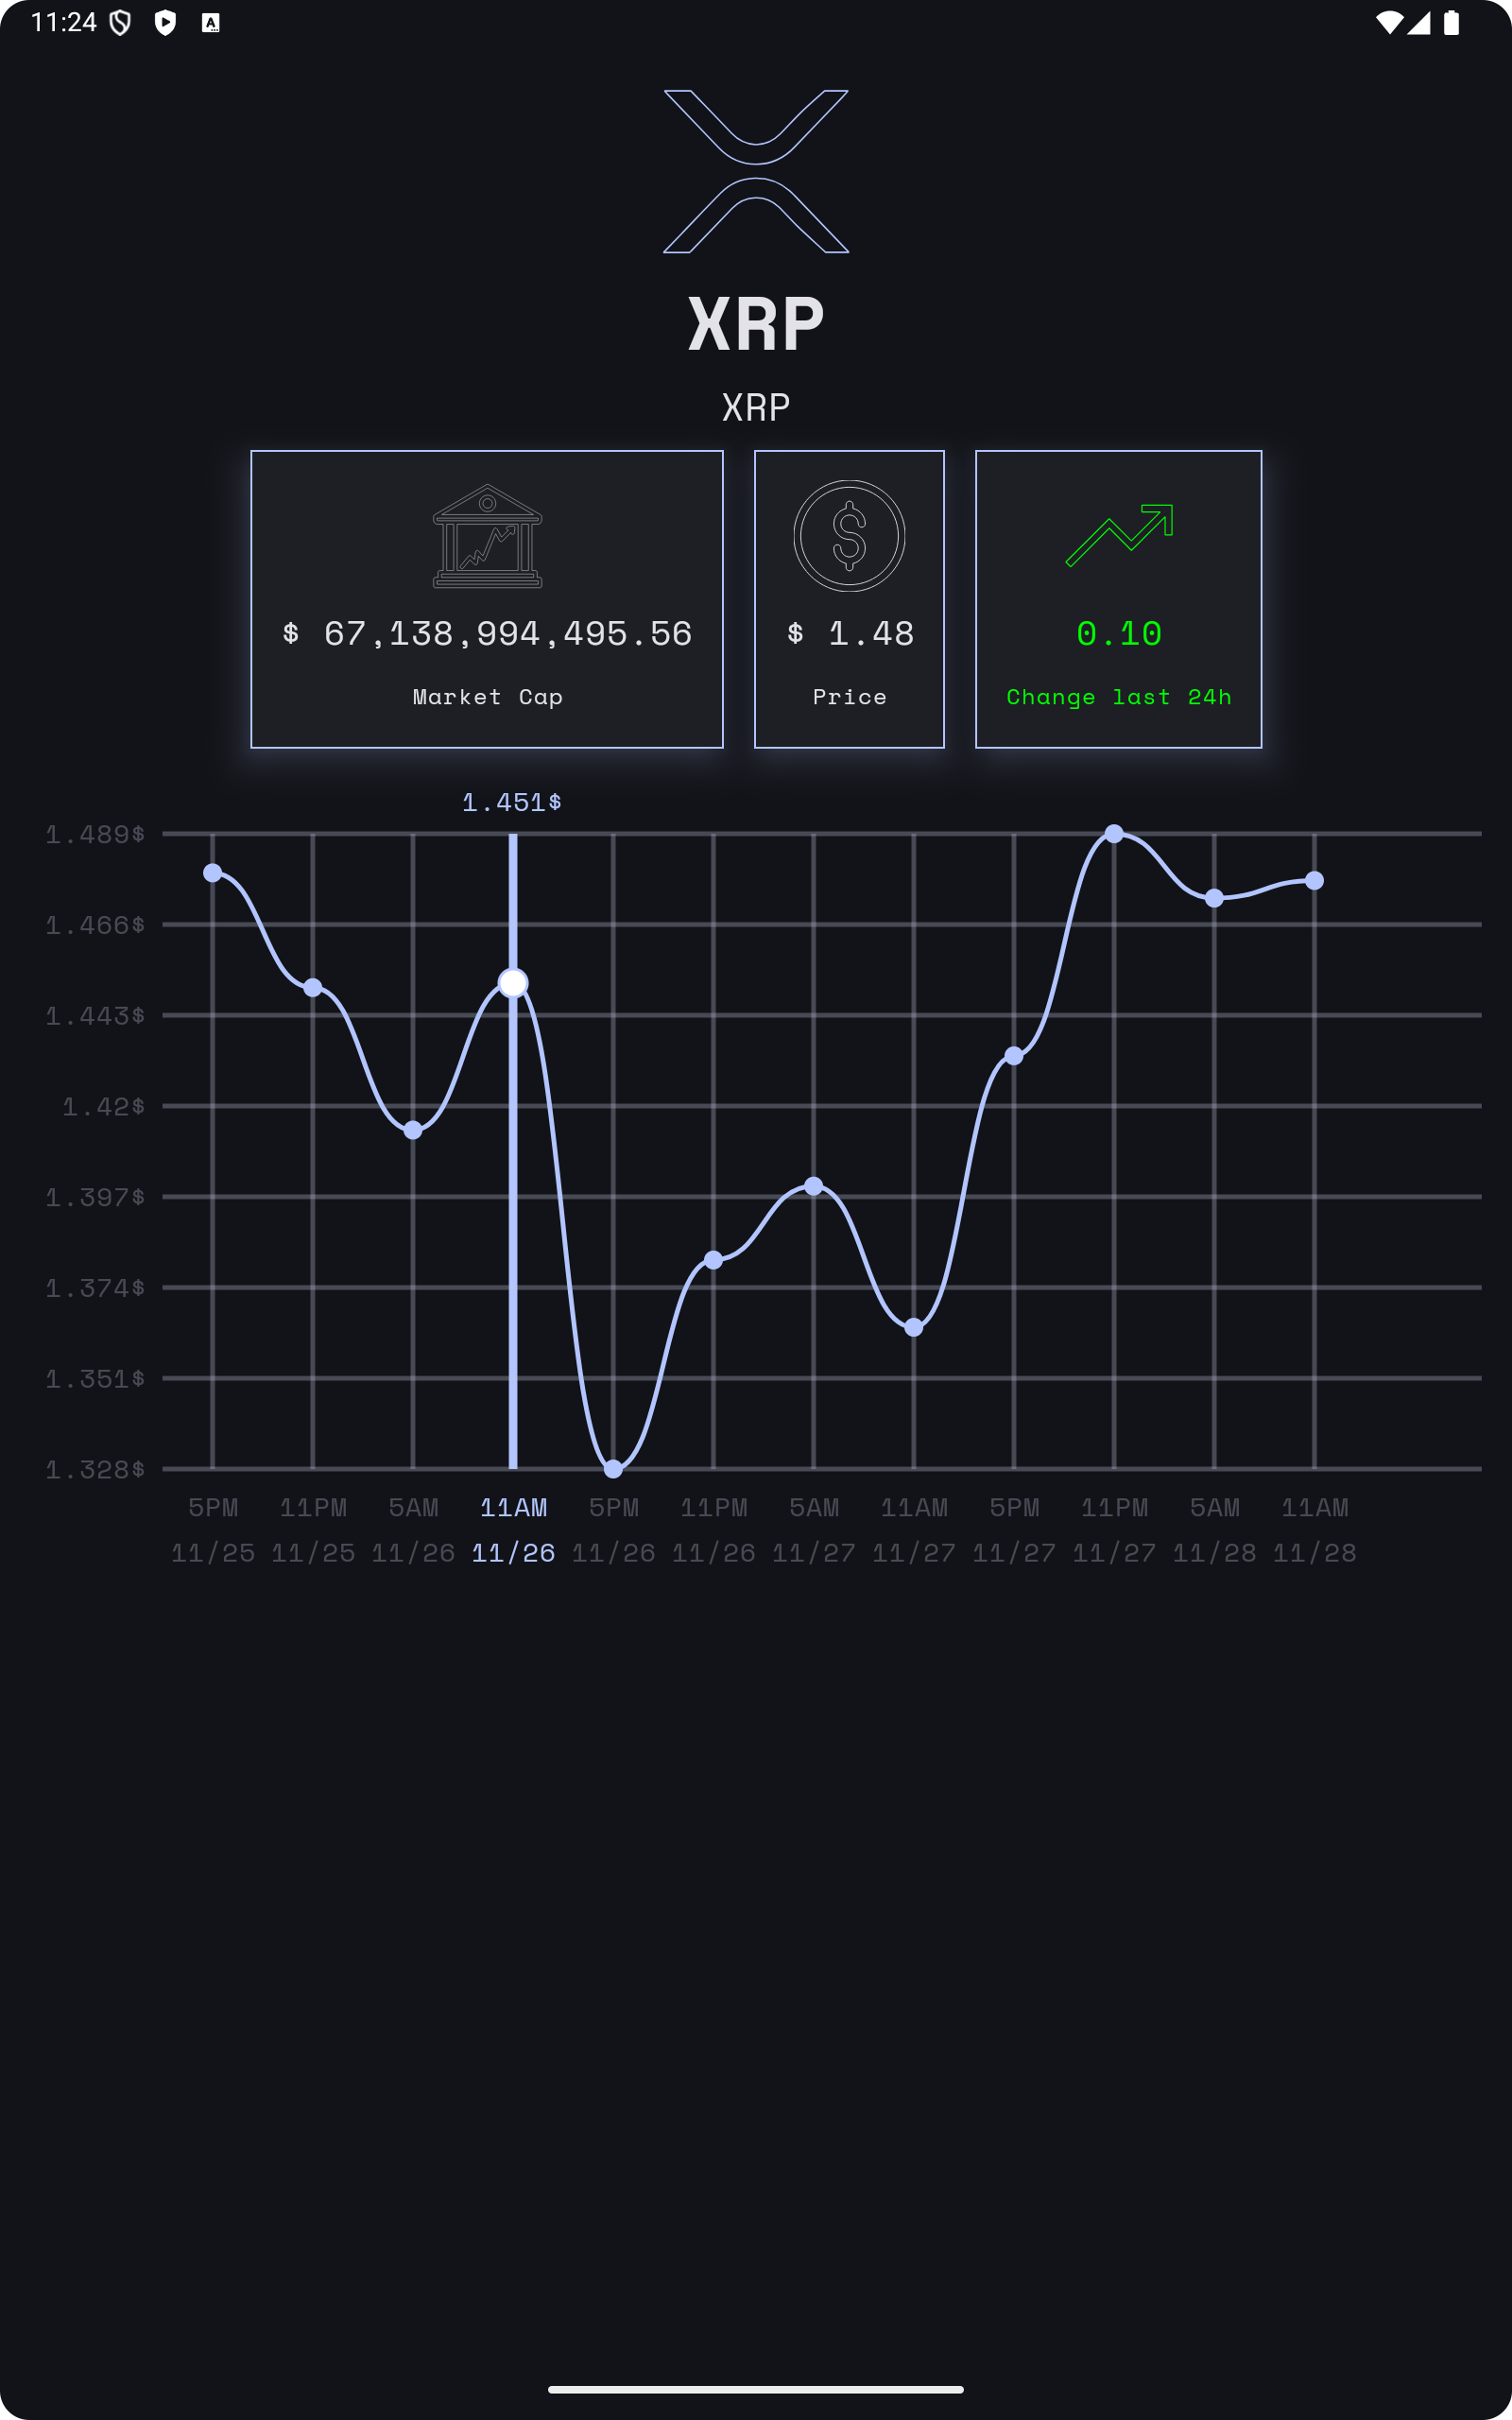 11:24
XRP
XRP
$ 67,138,994,495.56
Market Cap
$ 1.48
Price
0.10
Change last 24h
1.451$
1.489$
1.466$
1.443$
1.42$
1.397$
1.374$
1.351$
1.328$
5PM 11PM 5AM 11AM 5PM 11PM 5AM 11AM 5PM 11PM 5AM 11AM
11/25 11/25 11/26 11/26 11/26 11/26 11/27 11/27 11/27 11/27 11/28 11/28